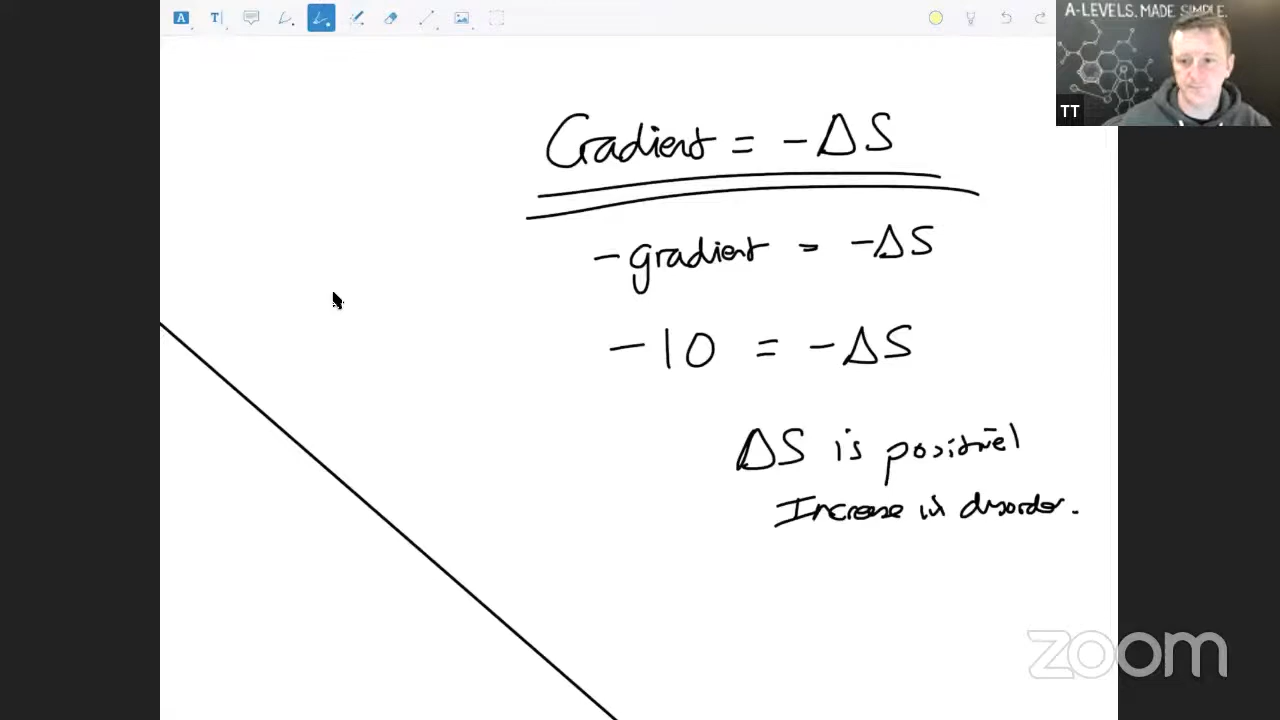 A-LEVELS. MADE SIMPLE.
TT
Gradient = -ΔS
-gradient = -ΔS
-10 = -ΔS
ΔS is positive
Increase in disorder.
zoom